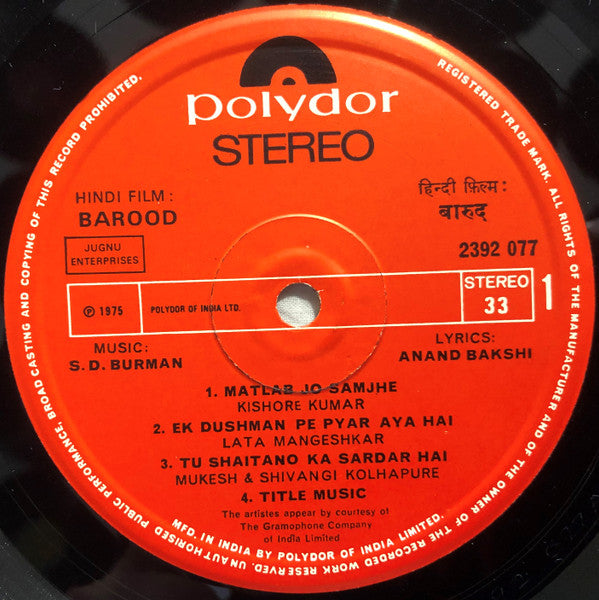 polydor
STEREO
HINDI FILM :
BAROOD
हिन्दी फ़िल्म :
बारुद
JUGNU
ENTERPRISES
2392 077
℗ 1975
POLYDOR OF INDIA LTD.
STEREO
33
1
MUSIC:
S. D. BURMAN
LYRICS:
ANAND BAKSHI
1. MATLAB JO SAMJHE
KISHORE KUMAR
2. EK DUSHMAN PE PYAR AYA HAI
LATA MANGESHKAR
3. TU SHAITANO KA SARDAR HAI
MUKESH & SHIVANGI KOLHAPURE
4. TITLE MUSIC
The artistes appear by courtesy of
The Gramophone Company
of India Limited
MFD. IN INDIA BY POLYDOR OF INDIA LIMITED.
REGISTERED TRADE MARK. ALL RIGHTS OF THE MANUFACTURER AND OF THE OWNER OF THE RECORDED WORK RESERVED. UNAUTHORISED PUBLIC PERFORMANCE, BROADCASTING AND COPYING OF THIS RECORD PROHIBITED.